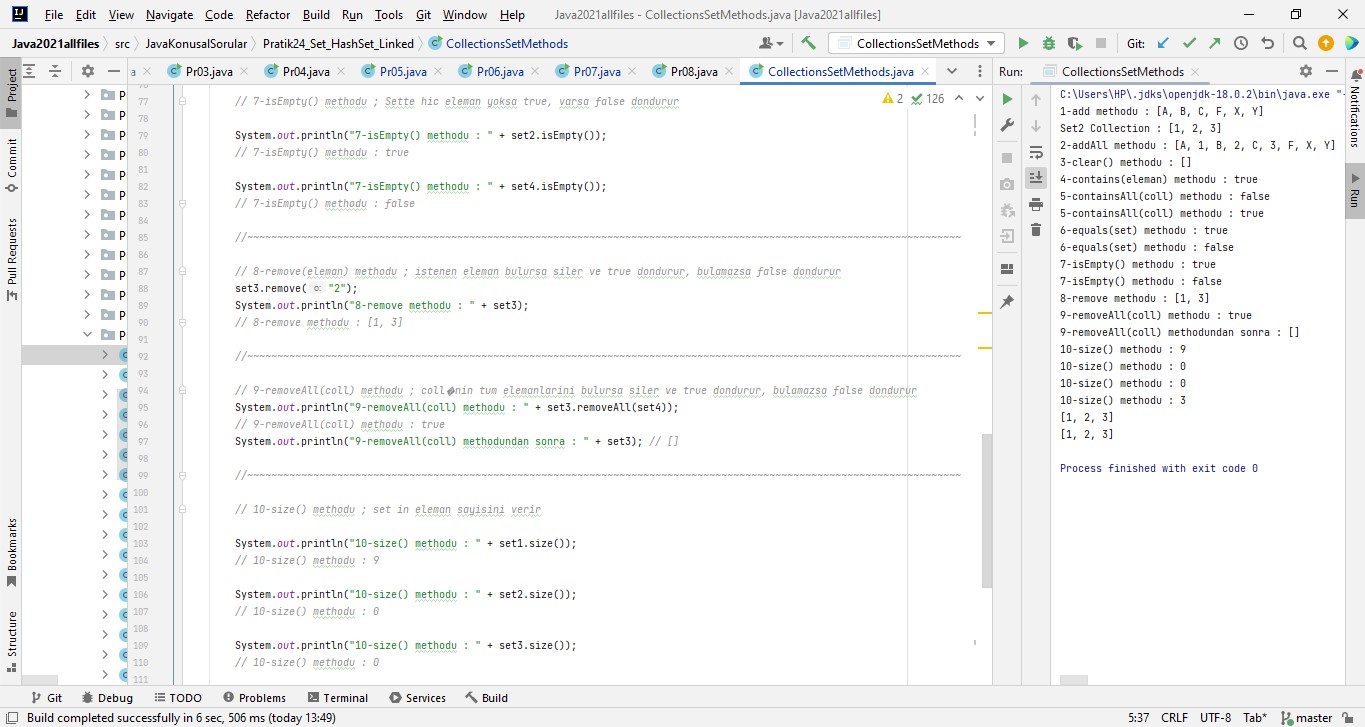 File Edit View Navigate Code Refactor Build Run Tools Git Window Help Java2021allfiles - CollectionsSetMethods.java [Java2021allfiles]
Java2021allfiles src JavaKonusalSorular Pratik24_Set_HashSet_Linked CollectionsSetMethods CollectionsSetMethods Git:
Project
Commit
Pull Requests
Bookmarks
Structure
P
P
P
P
P
P
P
P
P
P
P
P
P
a Pr03.java Pr04.java Pr05.java Pr06.java Pr07.java Pr08.java CollectionsSetMethods.java
2 126
77 // 7-isEmpty() methodu ; Sette hic eleman yoksa true, varsa false dondurur
78
79 System.out.println("7-isEmpty() methodu : " + set2.isEmpty());
80 // 7-isEmpty() methodu : true
81
82 System.out.println("7-isEmpty() methodu : " + set4.isEmpty());
83 // 7-isEmpty() methodu : false
84
85 //~~~~~~~~~~~~~~~~~~~~~~~~~~~~~~~~~~~~~~~~~~~~~~~~~~~~~~~~~~~~~~~~~~~~~~~~~~~~~~~~~~~~~~~~~~~~~~~~~~~~~~~~~~~~~~~~~~~~~~~
86
87 // 8-remove(eleman) methodu ; istenen eleman bulursa siler ve true dondurur, bulamazsa false dondurur
88 set3.remove( o: "2");
89 System.out.println("8-remove methodu : " + set3);
90 // 8-remove methodu : [1, 3]
91
92 //~~~~~~~~~~~~~~~~~~~~~~~~~~~~~~~~~~~~~~~~~~~~~~~~~~~~~~~~~~~~~~~~~~~~~~~~~~~~~~~~~~~~~~~~~~~~~~~~~~~~~~~~~~~~~~~~~~~~~~~
93
94 // 9-removeAll(coll) methodu ; coll�nin tum elemanlarini bulursa siler ve true dondurur, bulamazsa false dondurur
95 System.out.println("9-removeAll(coll) methodu : " + set3.removeAll(set4));
96 // 9-removeAll(coll) methodu : true
97 System.out.println("9-removeAll(coll) methodundan sonra : " + set3); // []
98
99 //~~~~~~~~~~~~~~~~~~~~~~~~~~~~~~~~~~~~~~~~~~~~~~~~~~~~~~~~~~~~~~~~~~~~~~~~~~~~~~~~~~~~~~~~~~~~~~~~~~~~~~~~~~~~~~~~~~~~~~~
100
101 // 10-size() methodu ; set in eleman sayisini verir
102
103 System.out.println("10-size() methodu : " + set1.size());
104 // 10-size() methodu : 9
105
106 System.out.println("10-size() methodu : " + set2.size());
107 // 10-size() methodu : 0
108
109 System.out.println("10-size() methodu : " + set3.size());
110 // 10-size() methodu : 0
111
Run: CollectionsSetMethods
C:\Users\HP\.jdks\openjdk-18.0.2\bin\java.exe "
1-add methodu : [A, B, C, F, X, Y]
Set2 Collection : [1, 2, 3]
2-addAll methodu : [A, 1, B, 2, C, 3, F, X, Y]
3-clear() methodu : []
4-contains(eleman) methodu : true
5-containsAll(coll) methodu : false
5-containsAll(coll) methodu : true
6-equals(set) methodu : true
6-equals(set) methodu : false
7-isEmpty() methodu : true
7-isEmpty() methodu : false
8-remove methodu : [1, 3]
9-removeAll(coll) methodu : true
9-removeAll(coll) methodundan sonra : []
10-size() methodu : 9
10-size() methodu : 0
10-size() methodu : 0
10-size() methodu : 3
[1, 2, 3]
[1, 2, 3]
Process finished with exit code 0
Notifications
Run
Git Debug TODO Problems Terminal Services Build
Build completed successfully in 6 sec, 506 ms (today 13:49) 5:37 CRLF UTF-8 Tab* master